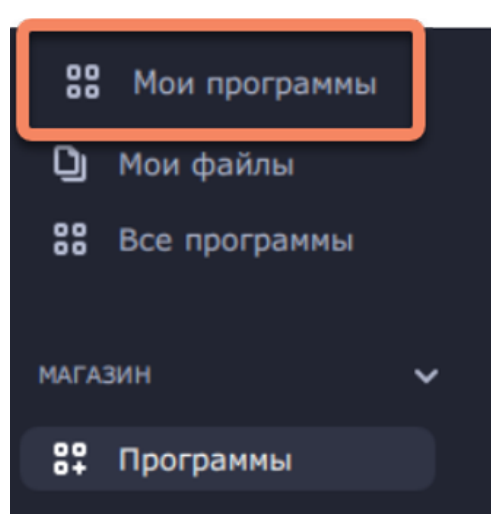 Мои программы
Мои файлы
Все программы
МАГАЗИН
Программы